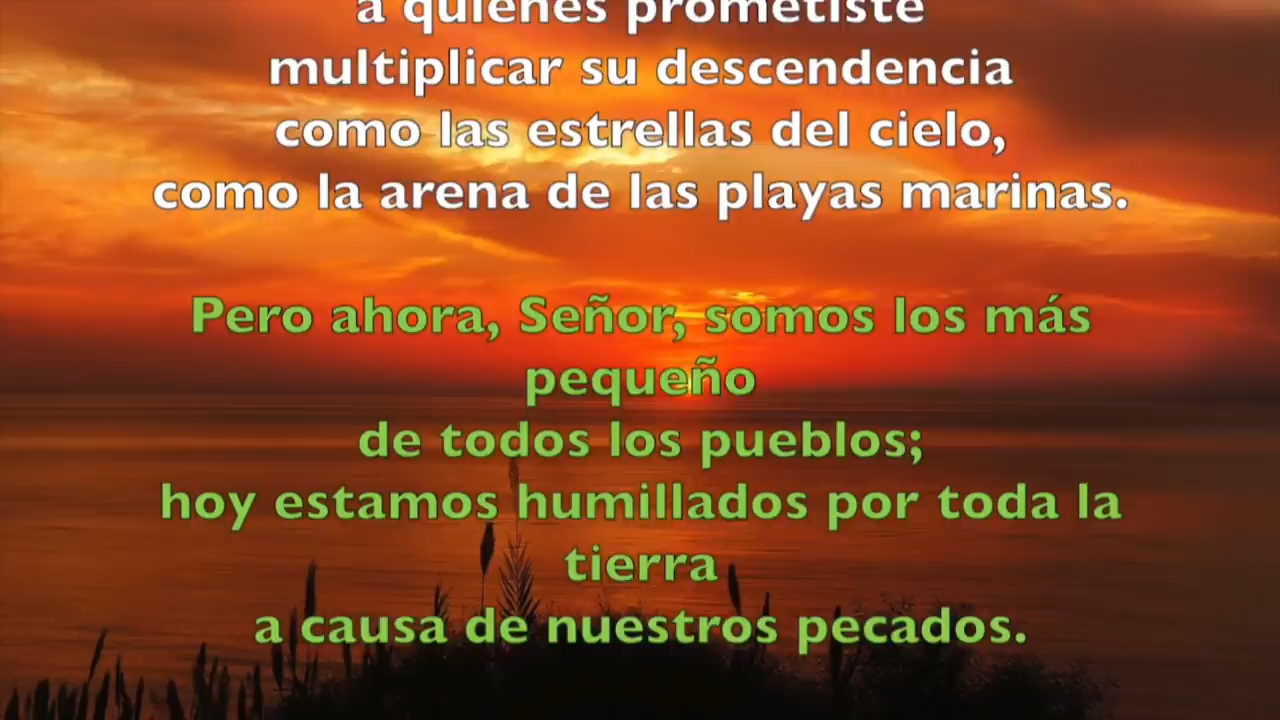 a quienes prometiste
multiplicar su descendencia
como las estrellas del cielo,
como la arena de las playas marinas.
Pero ahora, Señor, somos los más
pequeño
de todos los pueblos;
hoy estamos humillados por toda la
tierra
a causa de nuestros pecados.